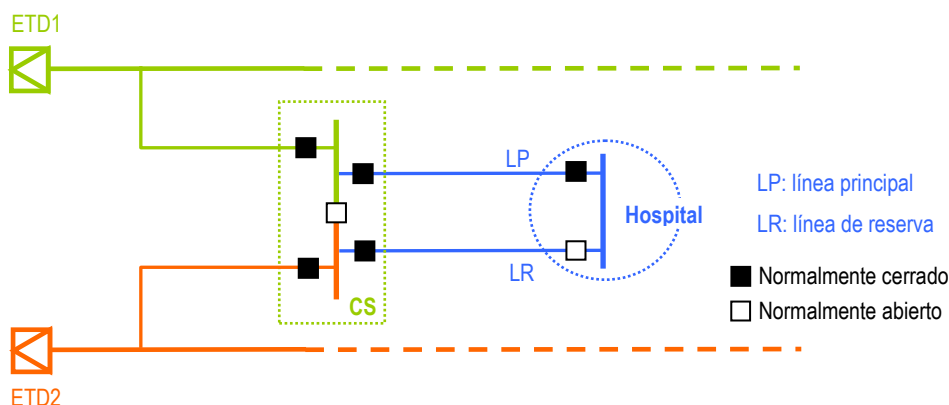 ETD1
LP
LP: línea principal
Hospital
LR: línea de reserva
LR
Normalmente cerrado
CS
Normalmente abierto
ETD2